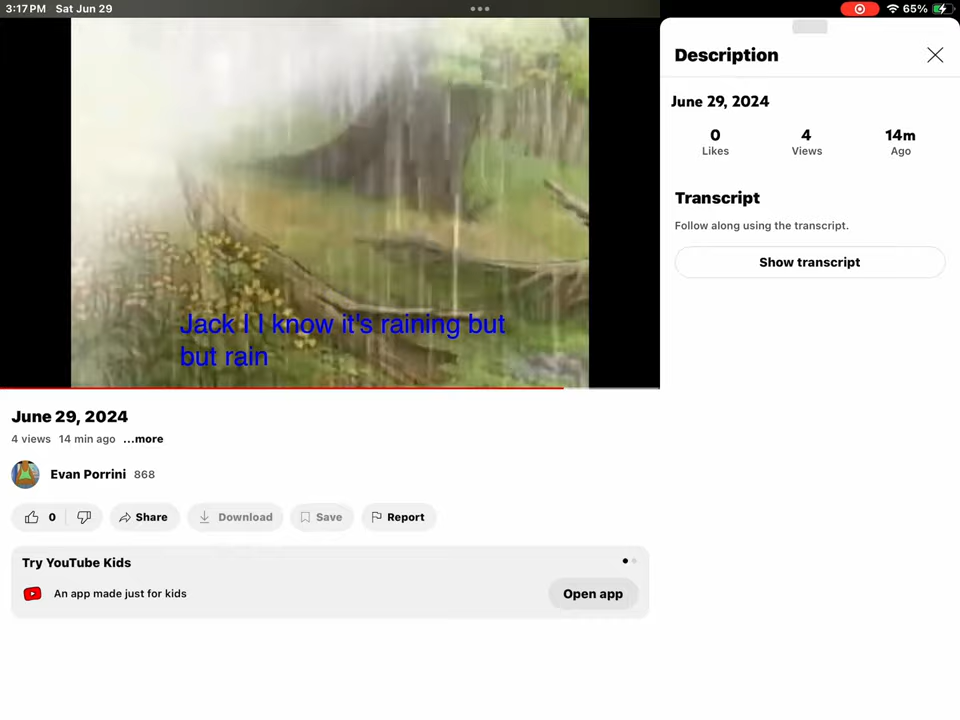 3:17 PM Sat Jun 29
65%
Jack I I know it's raining but
but rain
June 29, 2024
4 views 14 min ago ...more
Evan Porrini 868
0
Share
Download
Save
Report
Try YouTube Kids
An app made just for kids
Open app
Description
June 29, 2024
0 4 14m
Likes Views Ago
Transcript
Follow along using the transcript.
Show transcript